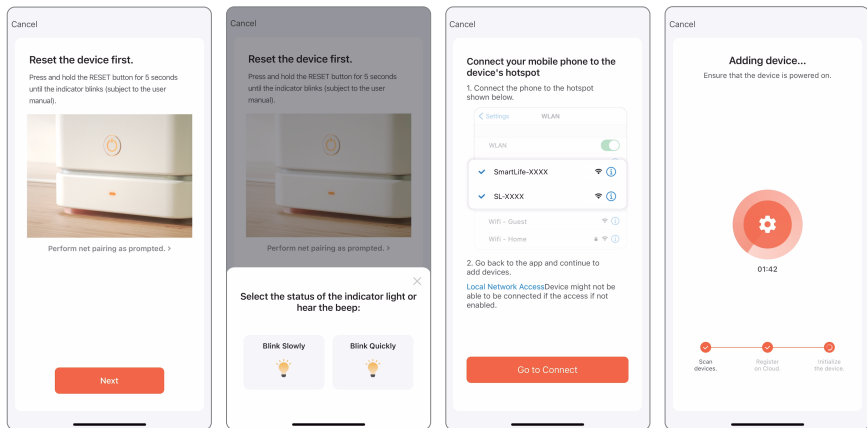 Cancel
Reset the device first.
Press and hold the RESET button for 5 seconds
until the indicator blinks (subject to the user
manual).
Perform net pairing as prompted. >
Next
Cancel
Reset the device first.
Press and hold the RESET button for 5 seconds
until the indicator blinks (subject to the user
manual).
Perform net pairing as prompted. >
Select the status of the indicator light or
hear the beep:
Blink Slowly
Blink Quickly
Cancel
Connect your mobile phone to the
device's hotspot
1. Connect the phone to the hotspot
shown below.
Settings WLAN
WLAN
SmartLife-XXXX
SL-XXXX
Wifi - Guest
Wifi - Home
2. Go back to the app and continue to
add devices.
Local Network AccessDevice might not be
able to be connected if the access if not
enabled.
Go to Connect
Cancel
Adding device...
Ensure that the device is powered on.
01:42
Scan
devices.
Register
on Cloud.
Initialize
the device.